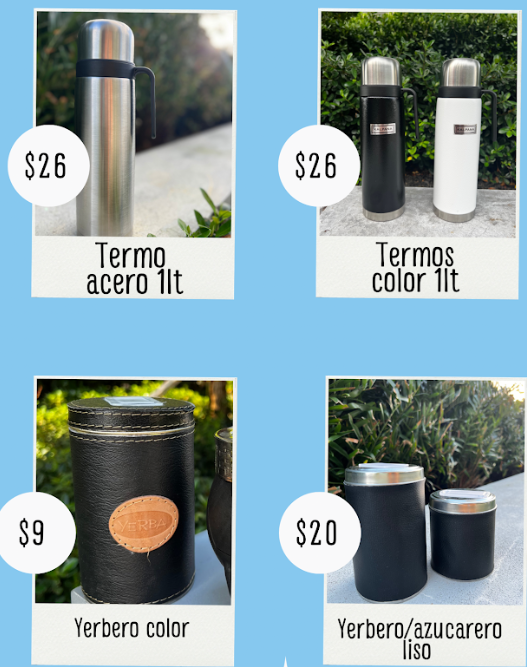 $26
Termo
acero 1lt
$26
Termos
color 1lt
$9
YERBA
Yerbero color
$20
Yerbero/azucarero
liso